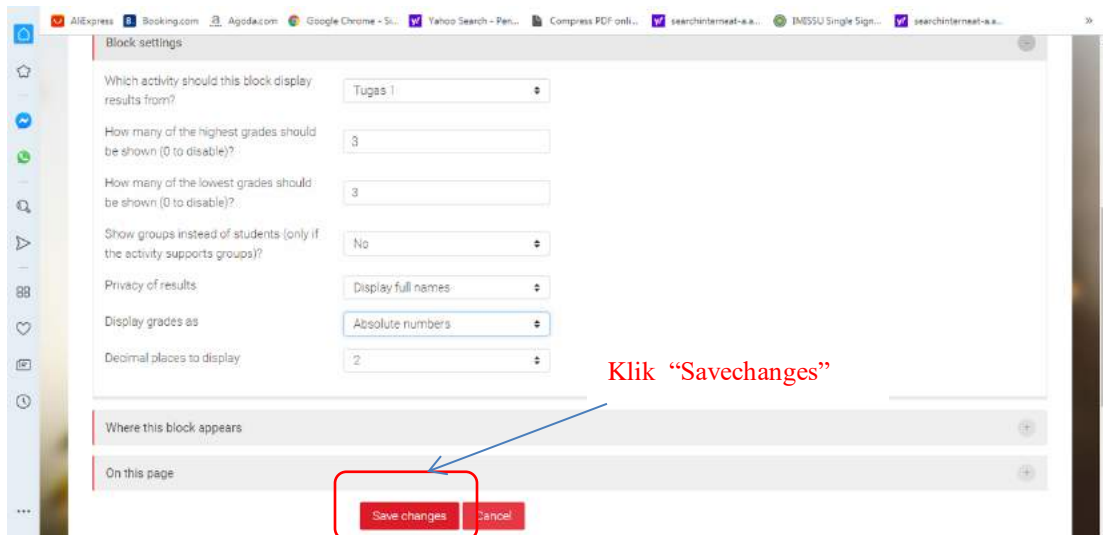 AliExpress Booking.com Agoda.com Google Chrome - Si... Yahoo Search - Pen... Compress PDF onli... searchinterneat-a.a... IMISSU Single Sign... searchinterneat-a.a... »
Block settings
Which activity should this block display
results from?
Tugas 1
How many of the highest grades should
be shown (0 to disable)?
3
How many of the lowest grades should
be shown (0 to disable)?
3
Show groups instead of students (only if
the activity supports groups)?
No
Privacy of results
Display full names
Display grades as
Absolute numbers
Decimal places to display
2
Klik “Savechanges”
Where this block appears
On this page
Save changes Cancel